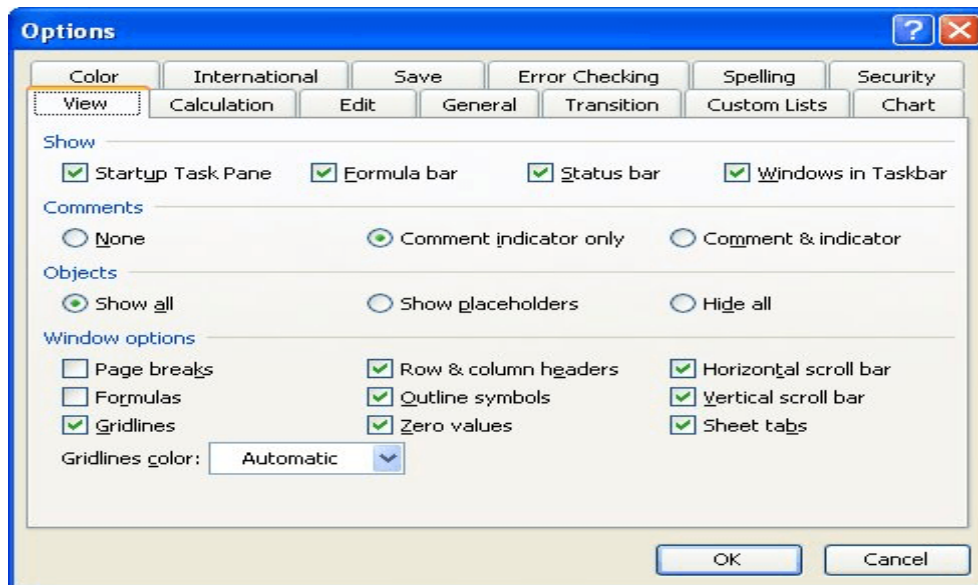 Options
Color International Save Error Checking Spelling Security
View Calculation Edit General Transition Custom Lists Chart
Show
Startup Task Pane Formula bar Status bar Windows in Taskbar
Comments
None Comment indicator only Comment & indicator
Objects
Show all Show placeholders Hide all
Window options
Page breaks Row & column headers Horizontal scroll bar
Formulas Outline symbols Vertical scroll bar
Gridlines Zero values Sheet tabs
Gridlines color: Automatic
OK Cancel